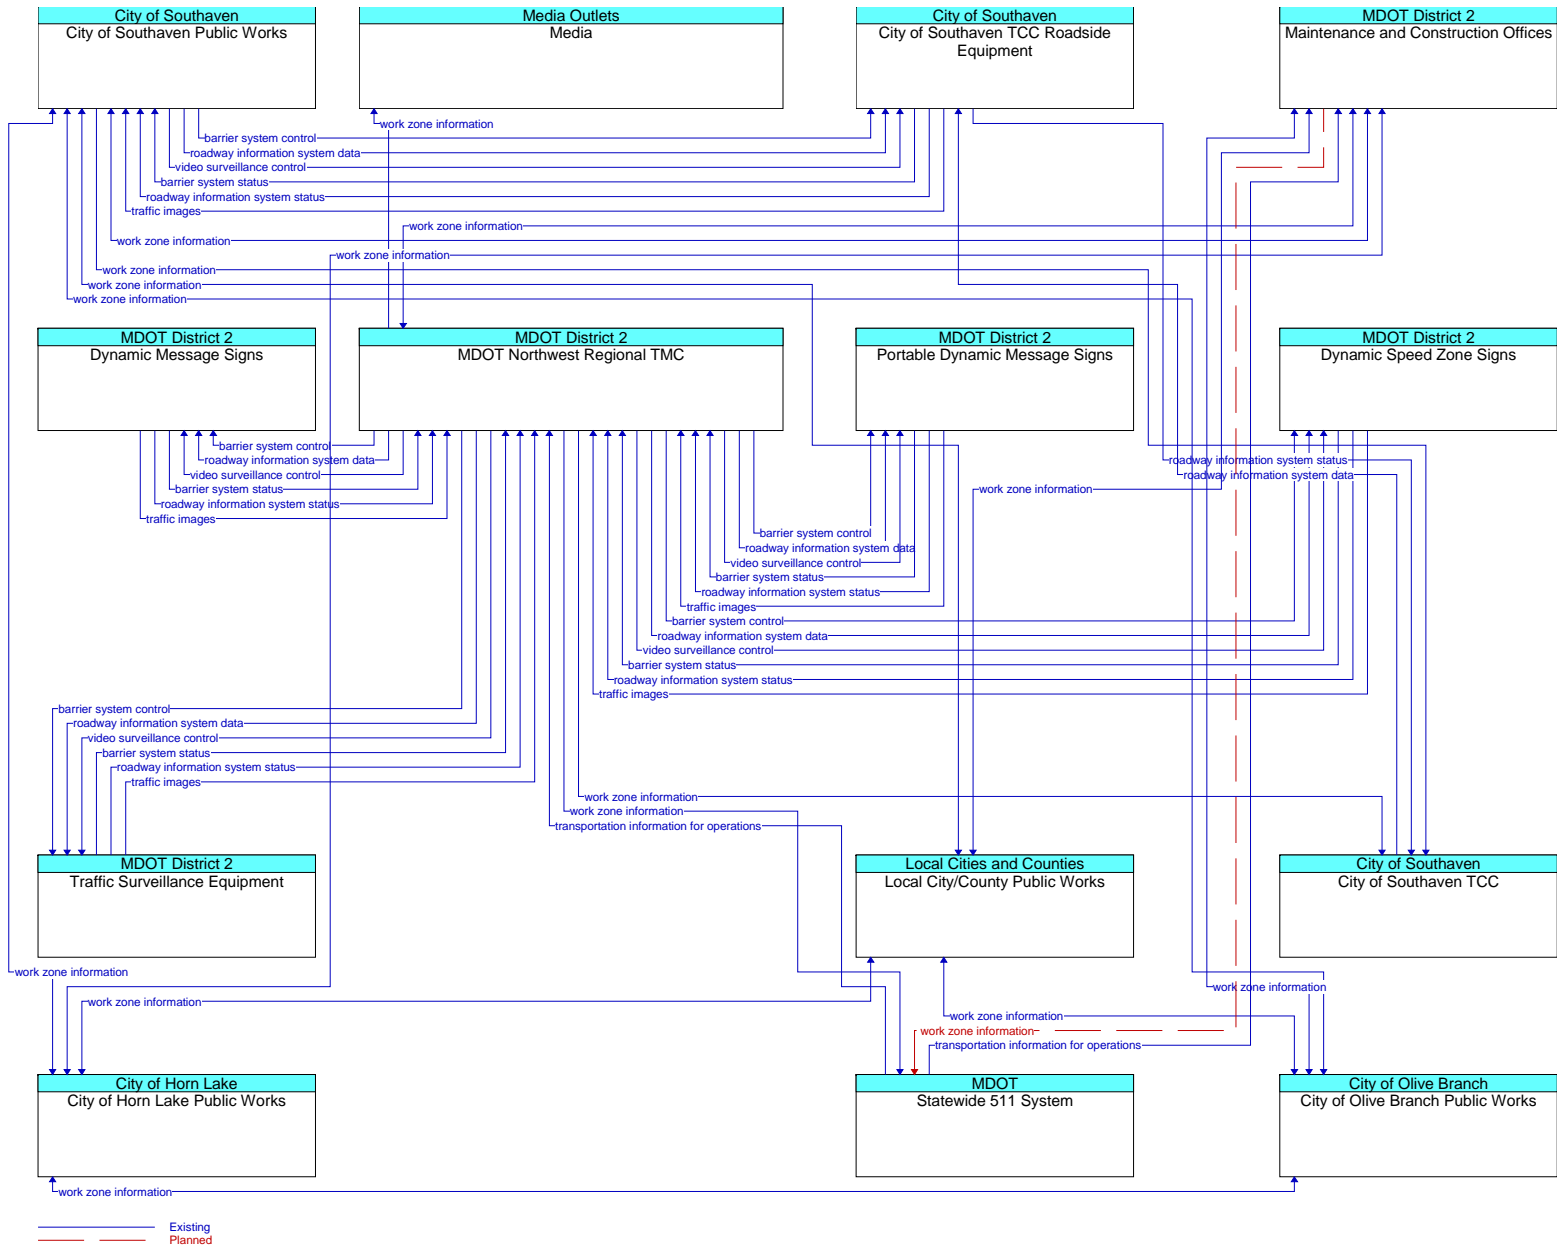 City of Southaven
City of Southaven Public Works
Media Outlets
Media
City of Southaven
City of Southaven TCC Roadside
Equipment
MDOT District 2
Maintenance and Construction Offices
work zone information
barrier system control
roadway information system data
video surveillance control
barrier system status
roadway information system status
traffic images
work zone information
work zone information
work zone information
work zone information
work zone information
work zone information
MDOT District 2
Dynamic Message Signs
MDOT District 2
MDOT Northwest Regional TMC
MDOT District 2
Portable Dynamic Message Signs
MDOT District 2
Dynamic Speed Zone Signs
barrier system control
roadway information system data
video surveillance control
barrier system status
roadway information system status
traffic images
roadway information system status
roadway information system data
work zone information
barrier system control
roadway information system data
video surveillance control
barrier system status
roadway information system status
traffic images
barrier system control
roadway information system data
video surveillance control
barrier system status
roadway information system status
traffic images
barrier system control
roadway information system data
video surveillance control
barrier system status
roadway information system status
traffic images
work zone information
work zone information
transportation information for operations
MDOT District 2
Traffic Surveillance Equipment
Local Cities and Counties
Local City/County Public Works
City of Southaven
City of Southaven TCC
work zone information
work zone information
work zone information
work zone information
work zone information
transportation information for operations
City of Horn Lake
City of Horn Lake Public Works
MDOT
Statewide 511 System
City of Olive Branch
City of Olive Branch Public Works
work zone information
Existing
Planned